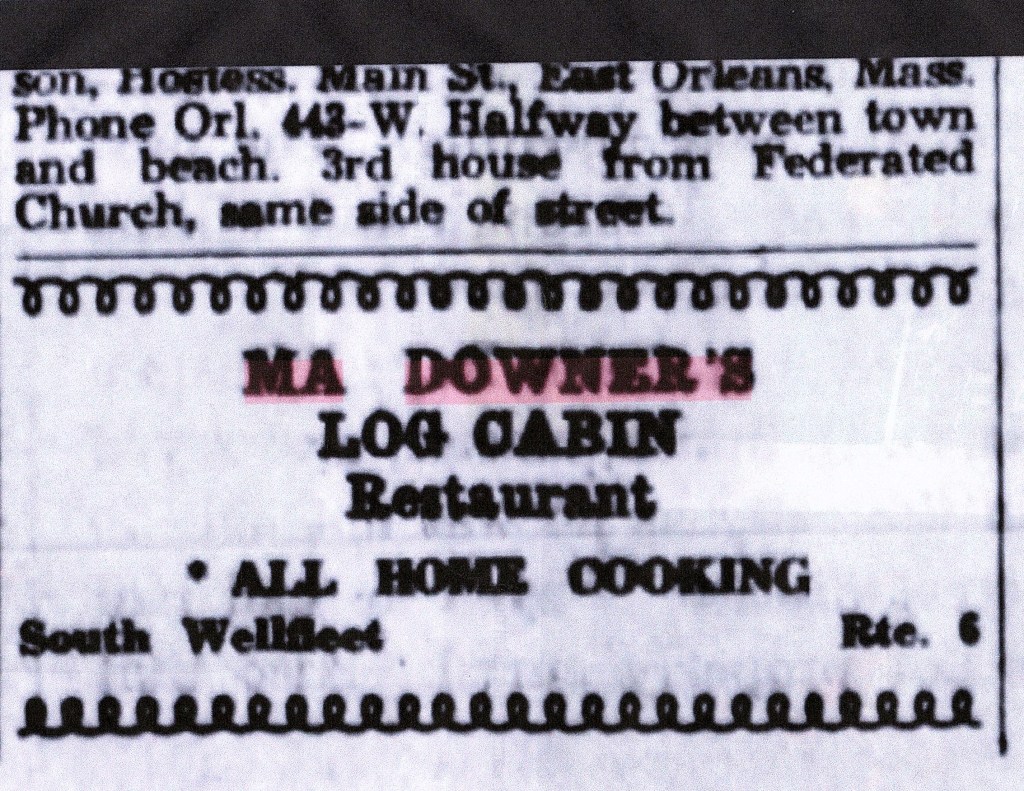 son, Hostess. Main St., East Orleans, Mass.
Phone Orl. 443-W. Halfway between town
and beach. 3rd house from Federated
Church, same side of street.
MA DOWNER'S
LOG CABIN
Restaurant
• ALL HOME COOKING
South Wellfleet Rte. 6